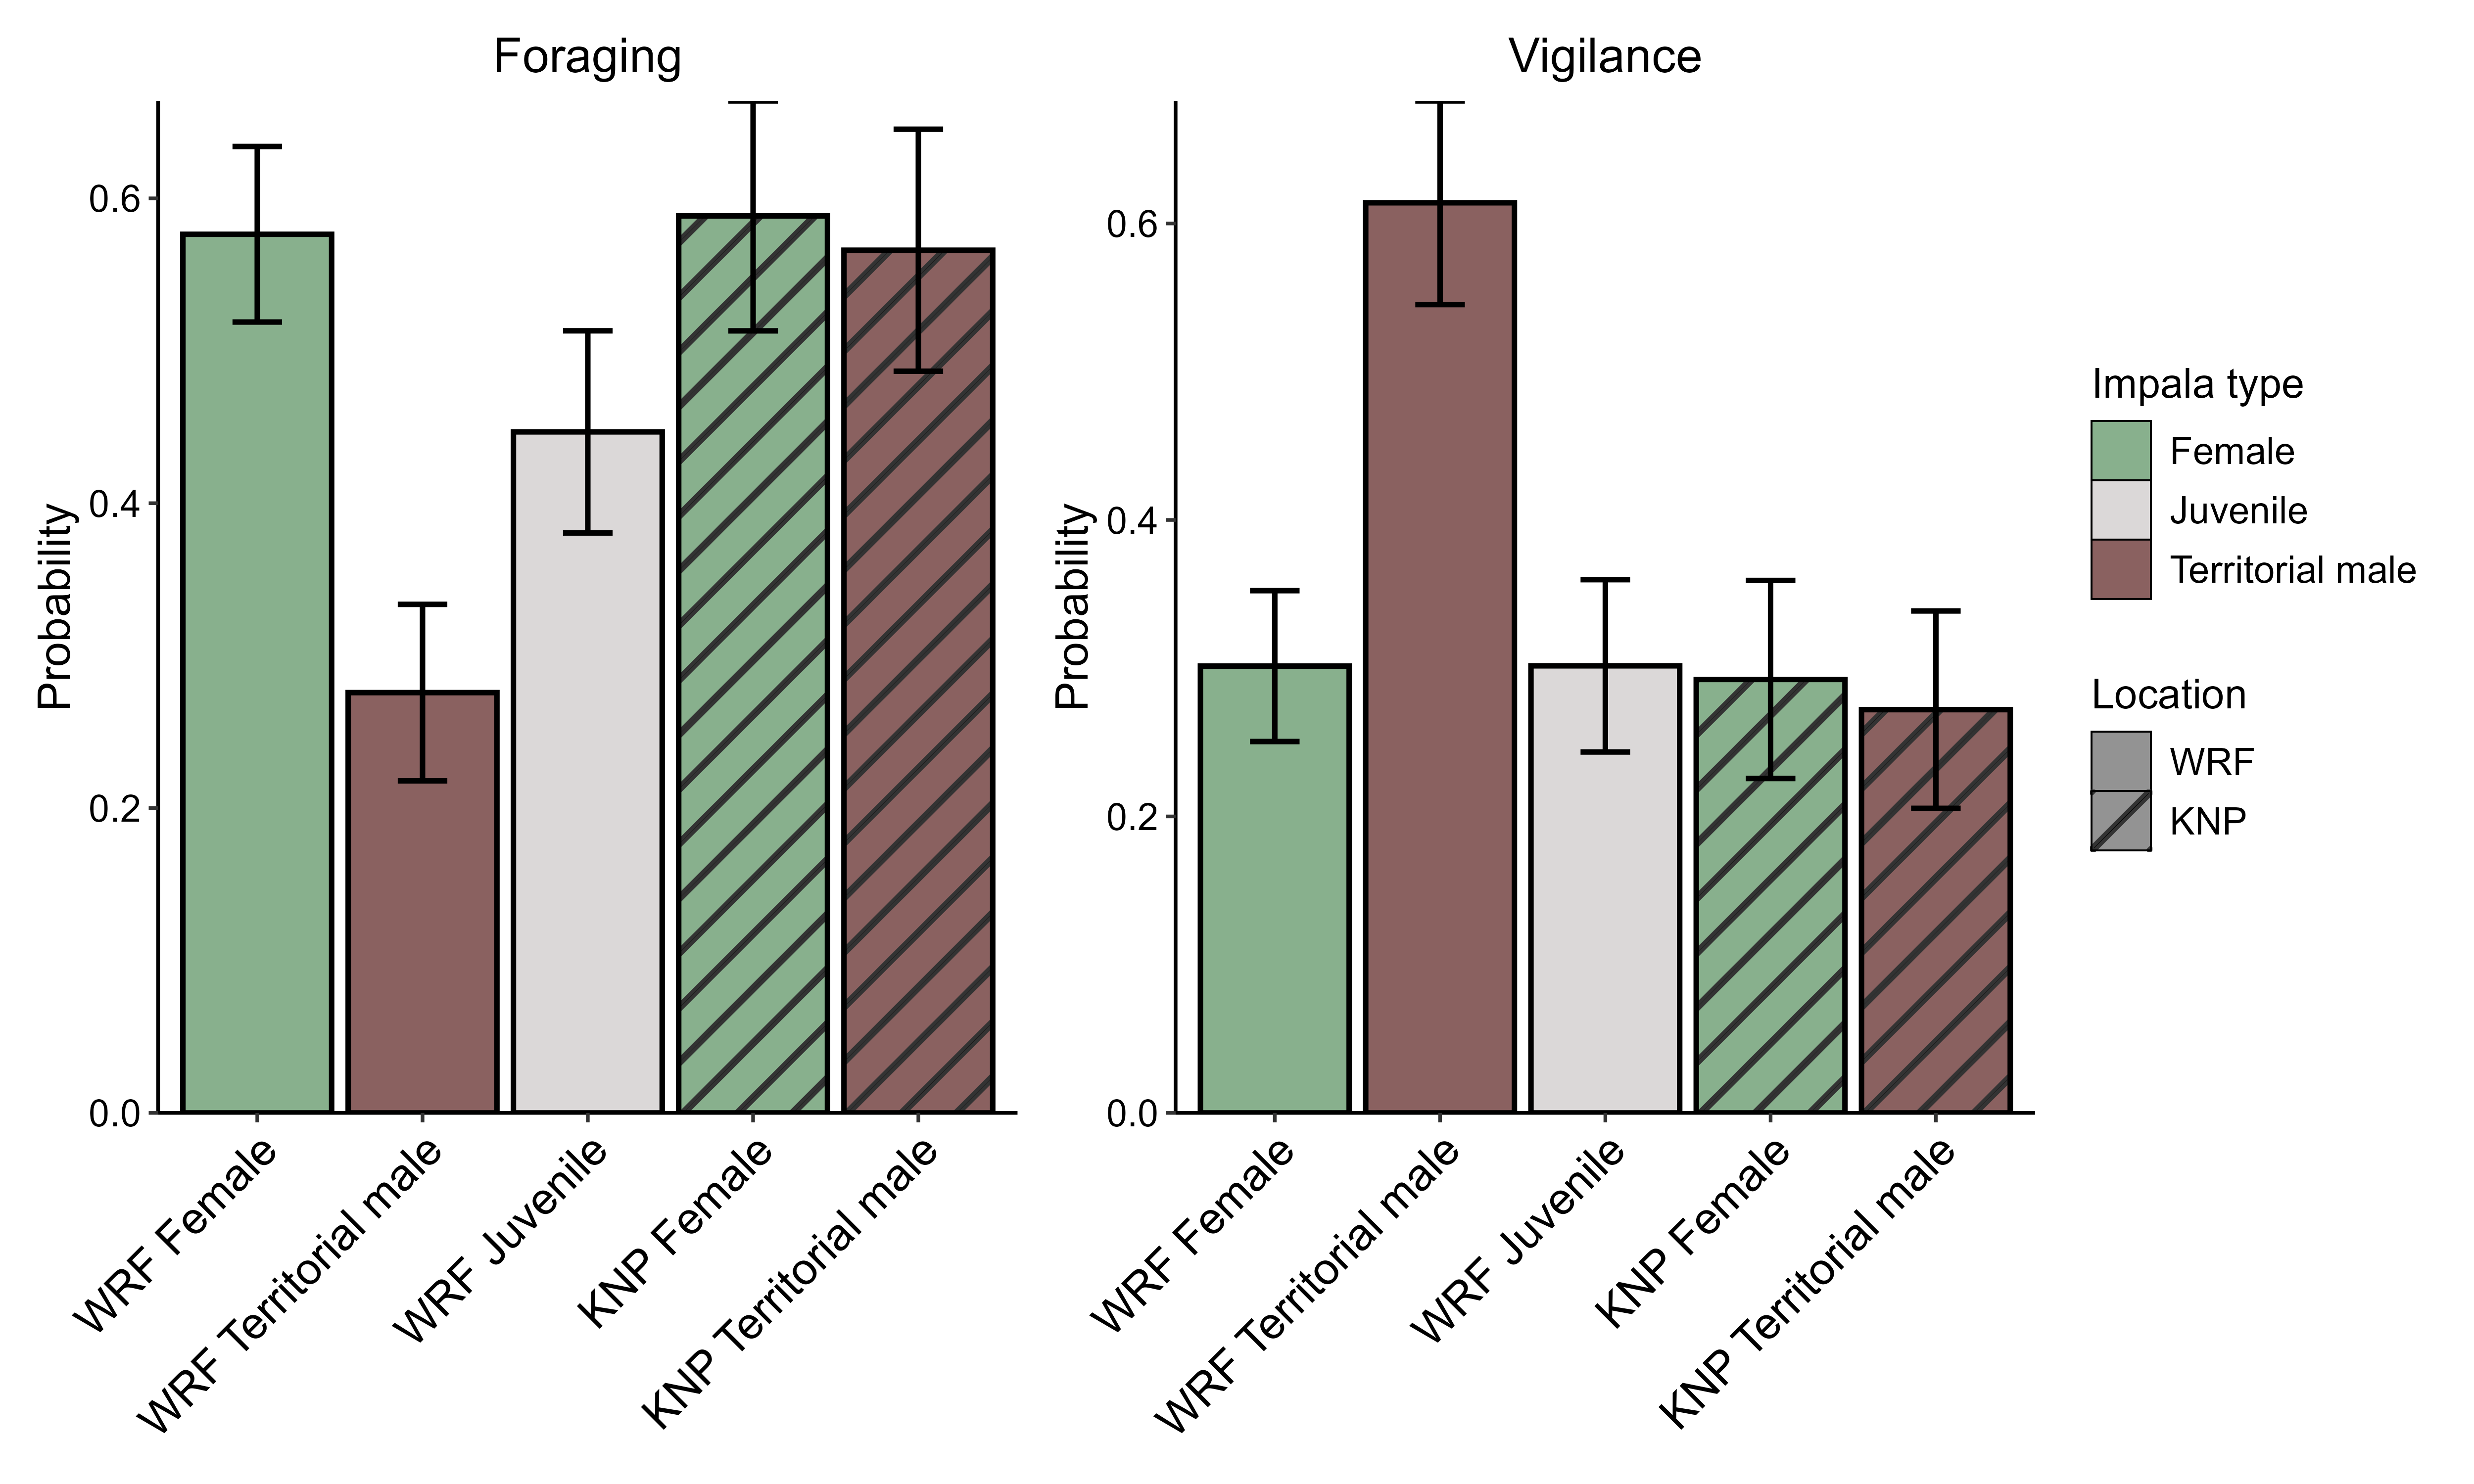 Foraging
Probability
0.6
0.4
0.2
0.0
WRF Female
WRF Territorial male
WRF Juvenile
KNP Female
KNP Territorial male
Vigilance
Probability
0.6
0.4
0.2
0.0
WRF Female
WRF Territorial male
WRF Juvenile
KNP Female
KNP Territorial male
Impala type
Female
Juvenile
Territorial male
Location
WRF
KNP